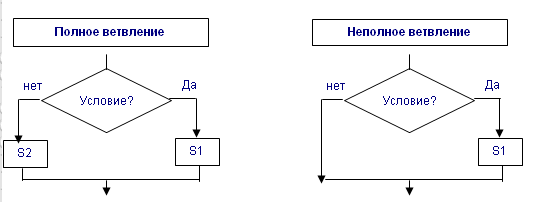 Полное ветвление
нет
Да
Условие?
S2
S1
Неполное ветвление
нет
Да
Условие?
S1